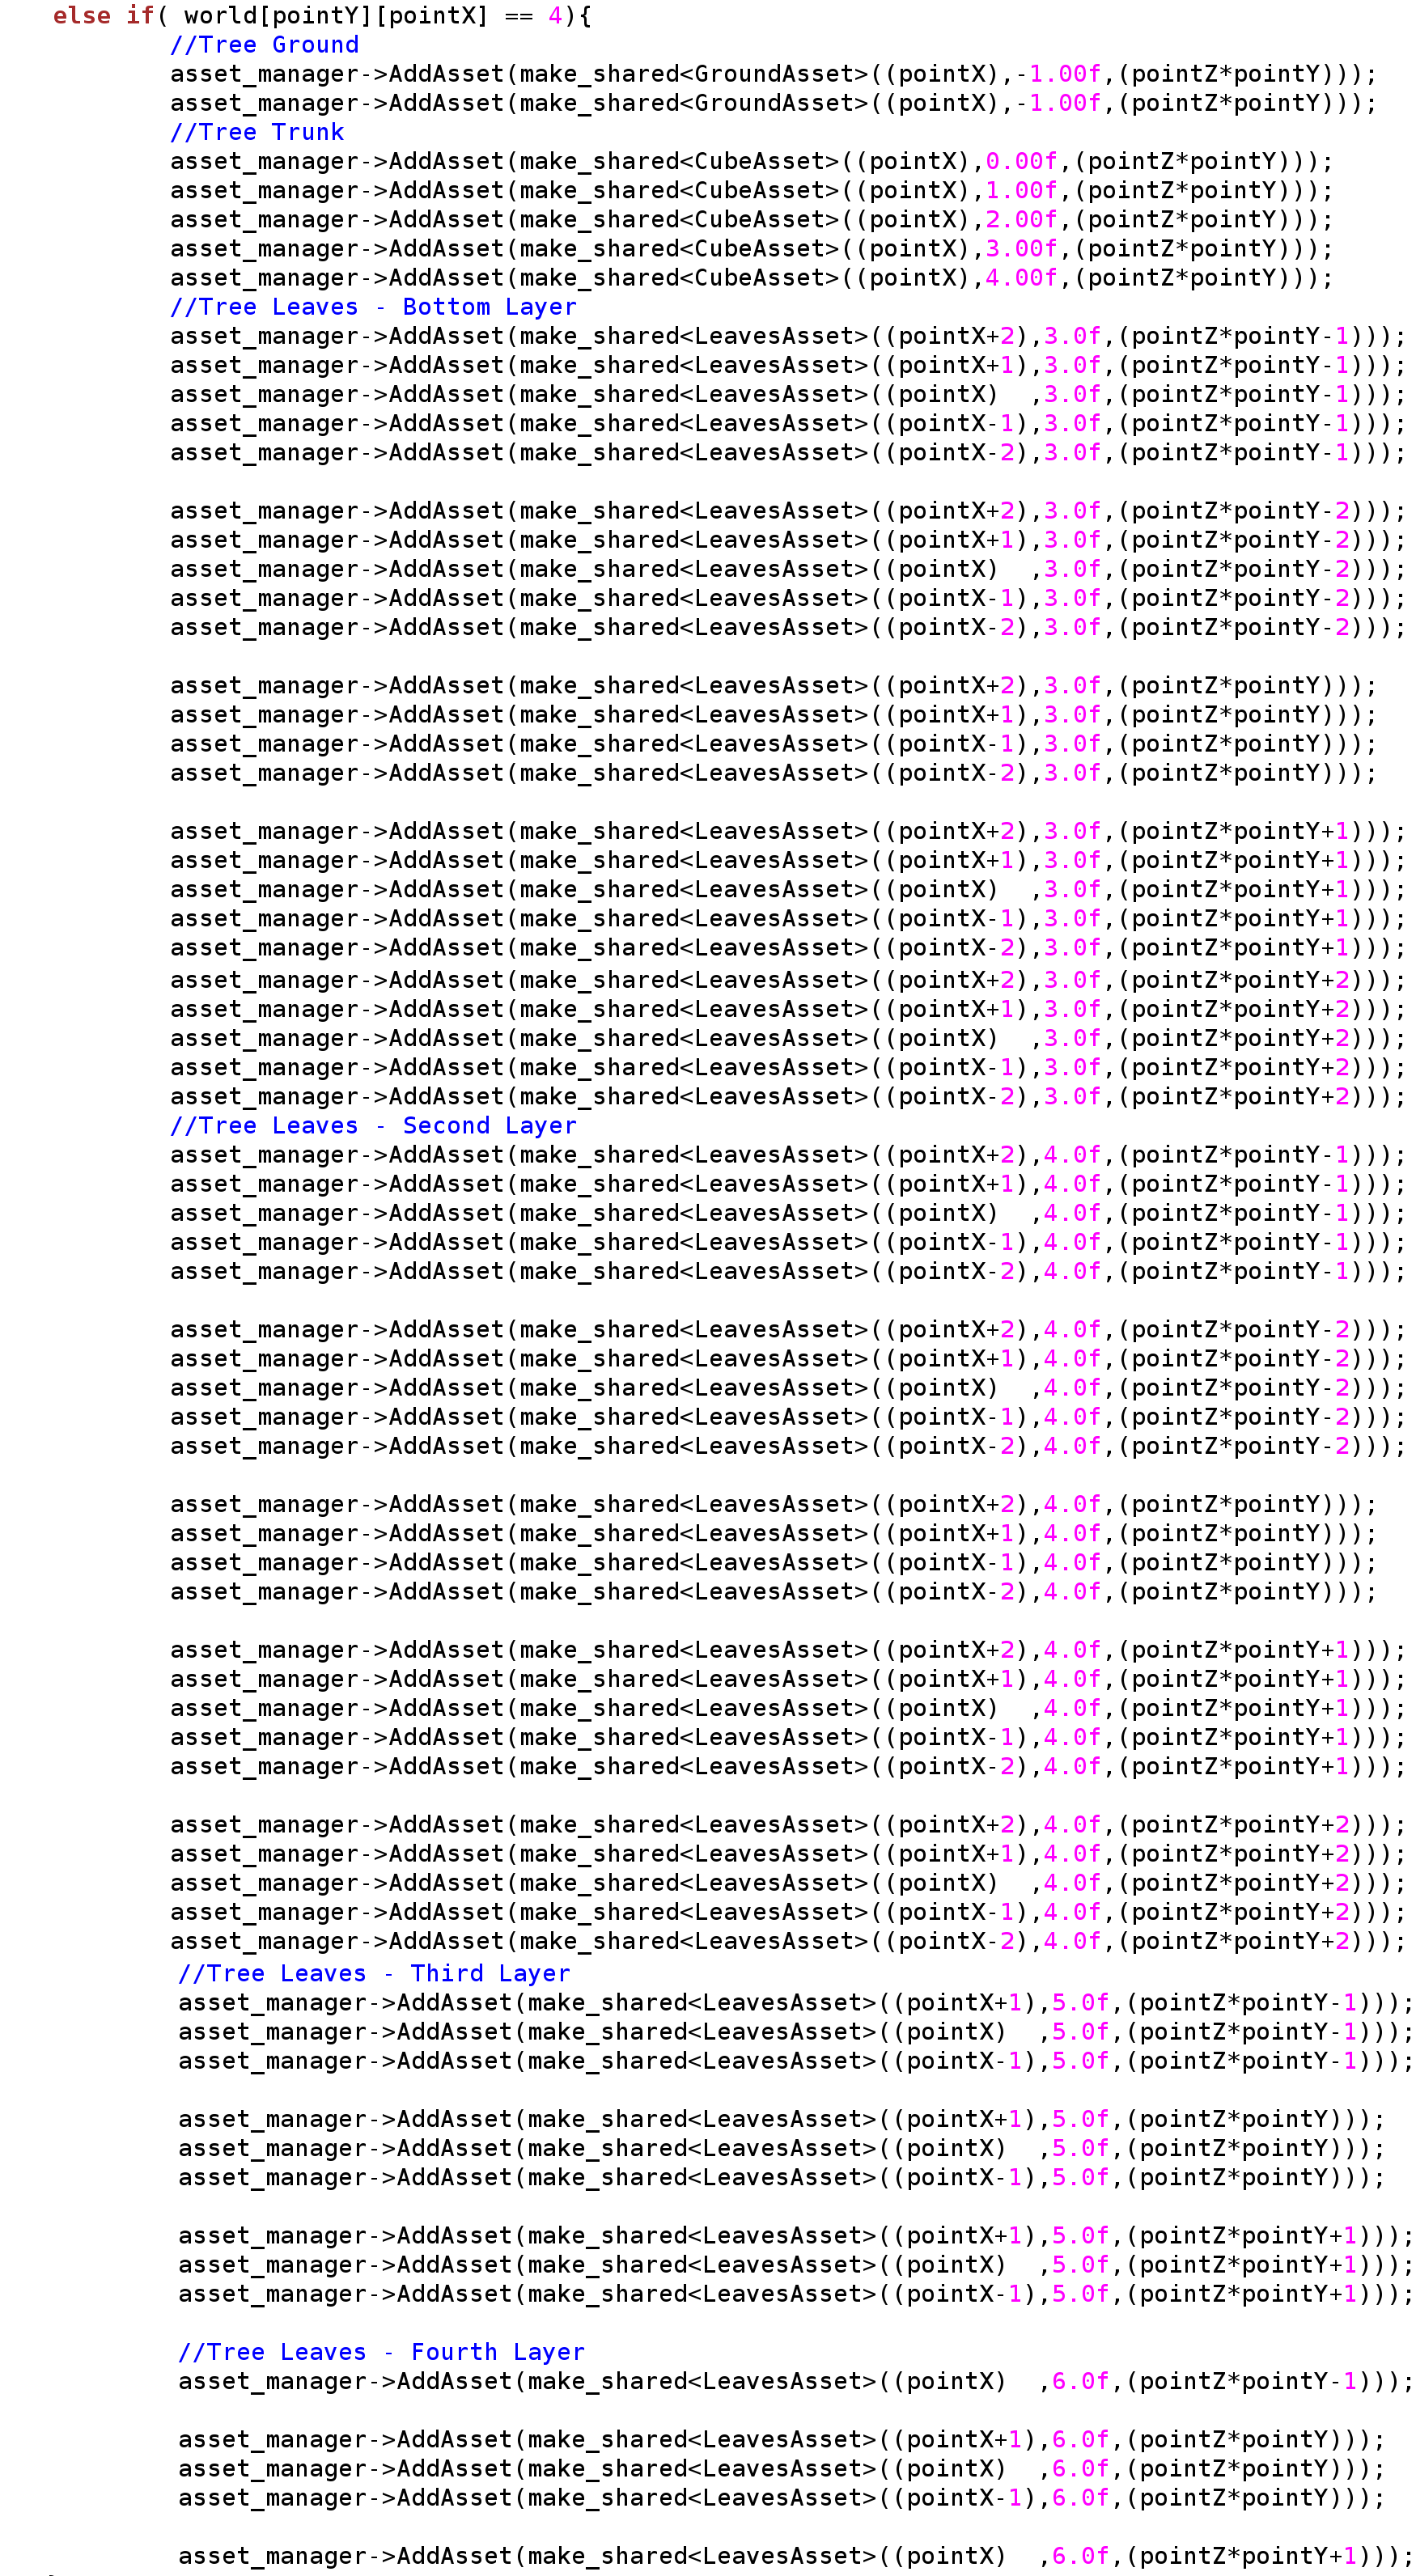 else if( world[pointY][pointX] == 4){
//Tree Ground
asset_manager->AddAsset(make_shared<GroundAsset>((pointX),-1.00f,(pointZ*pointY)));
asset_manager->AddAsset(make_shared<GroundAsset>((pointX),-1.00f,(pointZ*pointY)));
//Tree Trunk
asset_manager->AddAsset(make_shared<CubeAsset>((pointX),0.00f,(pointZ*pointY)));
asset_manager->AddAsset(make_shared<CubeAsset>((pointX),1.00f,(pointZ*pointY)));
asset_manager->AddAsset(make_shared<CubeAsset>((pointX),2.00f,(pointZ*pointY)));
asset_manager->AddAsset(make_shared<CubeAsset>((pointX),3.00f,(pointZ*pointY)));
asset_manager->AddAsset(make_shared<CubeAsset>((pointX),4.00f,(pointZ*pointY)));
//Tree Leaves - Bottom Layer
asset_manager->AddAsset(make_shared<LeavesAsset>((pointX+2),3.0f,(pointZ*pointY-1)));
asset_manager->AddAsset(make_shared<LeavesAsset>((pointX+1),3.0f,(pointZ*pointY-1)));
asset_manager->AddAsset(make_shared<LeavesAsset>((pointX)  ,3.0f,(pointZ*pointY-1)));
asset_manager->AddAsset(make_shared<LeavesAsset>((pointX-1),3.0f,(pointZ*pointY-1)));
asset_manager->AddAsset(make_shared<LeavesAsset>((pointX-2),3.0f,(pointZ*pointY-1)));

asset_manager->AddAsset(make_shared<LeavesAsset>((pointX+2),3.0f,(pointZ*pointY-2)));
asset_manager->AddAsset(make_shared<LeavesAsset>((pointX+1),3.0f,(pointZ*pointY-2)));
asset_manager->AddAsset(make_shared<LeavesAsset>((pointX)  ,3.0f,(pointZ*pointY-2)));
asset_manager->AddAsset(make_shared<LeavesAsset>((pointX-1),3.0f,(pointZ*pointY-2)));
asset_manager->AddAsset(make_shared<LeavesAsset>((pointX-2),3.0f,(pointZ*pointY-2)));

asset_manager->AddAsset(make_shared<LeavesAsset>((pointX+2),3.0f,(pointZ*pointY)));
asset_manager->AddAsset(make_shared<LeavesAsset>((pointX+1),3.0f,(pointZ*pointY)));
asset_manager->AddAsset(make_shared<LeavesAsset>((pointX-1),3.0f,(pointZ*pointY)));
asset_manager->AddAsset(make_shared<LeavesAsset>((pointX-2),3.0f,(pointZ*pointY)));

asset_manager->AddAsset(make_shared<LeavesAsset>((pointX+2),3.0f,(pointZ*pointY+1)));
asset_manager->AddAsset(make_shared<LeavesAsset>((pointX+1),3.0f,(pointZ*pointY+1)));
asset_manager->AddAsset(make_shared<LeavesAsset>((pointX)  ,3.0f,(pointZ*pointY+1)));
asset_manager->AddAsset(make_shared<LeavesAsset>((pointX-1),3.0f,(pointZ*pointY+1)));
asset_manager->AddAsset(make_shared<LeavesAsset>((pointX-2),3.0f,(pointZ*pointY+1)));
asset_manager->AddAsset(make_shared<LeavesAsset>((pointX+2),3.0f,(pointZ*pointY+2)));
asset_manager->AddAsset(make_shared<LeavesAsset>((pointX+1),3.0f,(pointZ*pointY+2)));
asset_manager->AddAsset(make_shared<LeavesAsset>((pointX)  ,3.0f,(pointZ*pointY+2)));
asset_manager->AddAsset(make_shared<LeavesAsset>((pointX-1),3.0f,(pointZ*pointY+2)));
asset_manager->AddAsset(make_shared<LeavesAsset>((pointX-2),3.0f,(pointZ*pointY+2)));
//Tree Leaves - Second Layer
asset_manager->AddAsset(make_shared<LeavesAsset>((pointX+2),4.0f,(pointZ*pointY-1)));
asset_manager->AddAsset(make_shared<LeavesAsset>((pointX+1),4.0f,(pointZ*pointY-1)));
asset_manager->AddAsset(make_shared<LeavesAsset>((pointX)  ,4.0f,(pointZ*pointY-1)));
asset_manager->AddAsset(make_shared<LeavesAsset>((pointX-1),4.0f,(pointZ*pointY-1)));
asset_manager->AddAsset(make_shared<LeavesAsset>((pointX-2),4.0f,(pointZ*pointY-1)));

asset_manager->AddAsset(make_shared<LeavesAsset>((pointX+2),4.0f,(pointZ*pointY-2)));
asset_manager->AddAsset(make_shared<LeavesAsset>((pointX+1),4.0f,(pointZ*pointY-2)));
asset_manager->AddAsset(make_shared<LeavesAsset>((pointX)  ,4.0f,(pointZ*pointY-2)));
asset_manager->AddAsset(make_shared<LeavesAsset>((pointX-1),4.0f,(pointZ*pointY-2)));
asset_manager->AddAsset(make_shared<LeavesAsset>((pointX-2),4.0f,(pointZ*pointY-2)));

asset_manager->AddAsset(make_shared<LeavesAsset>((pointX+2),4.0f,(pointZ*pointY)));
asset_manager->AddAsset(make_shared<LeavesAsset>((pointX+1),4.0f,(pointZ*pointY)));
asset_manager->AddAsset(make_shared<LeavesAsset>((pointX-1),4.0f,(pointZ*pointY)));
asset_manager->AddAsset(make_shared<LeavesAsset>((pointX-2),4.0f,(pointZ*pointY)));

asset_manager->AddAsset(make_shared<LeavesAsset>((pointX+2),4.0f,(pointZ*pointY+1)));
asset_manager->AddAsset(make_shared<LeavesAsset>((pointX+1),4.0f,(pointZ*pointY+1)));
asset_manager->AddAsset(make_shared<LeavesAsset>((pointX)  ,4.0f,(pointZ*pointY+1)));
asset_manager->AddAsset(make_shared<LeavesAsset>((pointX-1),4.0f,(pointZ*pointY+1)));
asset_manager->AddAsset(make_shared<LeavesAsset>((pointX-2),4.0f,(pointZ*pointY+1)));

asset_manager->AddAsset(make_shared<LeavesAsset>((pointX+2),4.0f,(pointZ*pointY+2)));
asset_manager->AddAsset(make_shared<LeavesAsset>((pointX+1),4.0f,(pointZ*pointY+2)));
asset_manager->AddAsset(make_shared<LeavesAsset>((pointX)  ,4.0f,(pointZ*pointY+2)));
asset_manager->AddAsset(make_shared<LeavesAsset>((pointX-1),4.0f,(pointZ*pointY+2)));
asset_manager->AddAsset(make_shared<LeavesAsset>((pointX-2),4.0f,(pointZ*pointY+2)));
//Tree Leaves - Third Layer
asset_manager->AddAsset(make_shared<LeavesAsset>((pointX+1),5.0f,(pointZ*pointY-1)));
asset_manager->AddAsset(make_shared<LeavesAsset>((pointX)  ,5.0f,(pointZ*pointY-1)));
asset_manager->AddAsset(make_shared<LeavesAsset>((pointX-1),5.0f,(pointZ*pointY-1)));

asset_manager->AddAsset(make_shared<LeavesAsset>((pointX+1),5.0f,(pointZ*pointY)));
asset_manager->AddAsset(make_shared<LeavesAsset>((pointX)  ,5.0f,(pointZ*pointY)));
asset_manager->AddAsset(make_shared<LeavesAsset>((pointX-1),5.0f,(pointZ*pointY)));

asset_manager->AddAsset(make_shared<LeavesAsset>((pointX+1),5.0f,(pointZ*pointY+1)));
asset_manager->AddAsset(make_shared<LeavesAsset>((pointX)  ,5.0f,(pointZ*pointY+1)));
asset_manager->AddAsset(make_shared<LeavesAsset>((pointX-1),5.0f,(pointZ*pointY+1)));

//Tree Leaves - Fourth Layer
asset_manager->AddAsset(make_shared<LeavesAsset>((pointX)  ,6.0f,(pointZ*pointY-1)));

asset_manager->AddAsset(make_shared<LeavesAsset>((pointX+1),6.0f,(pointZ*pointY)));
asset_manager->AddAsset(make_shared<LeavesAsset>((pointX)  ,6.0f,(pointZ*pointY)));
asset_manager->AddAsset(make_shared<LeavesAsset>((pointX-1),6.0f,(pointZ*pointY)));

asset_manager->AddAsset(make_shared<LeavesAsset>((pointX)  ,6.0f,(pointZ*pointY+1)));